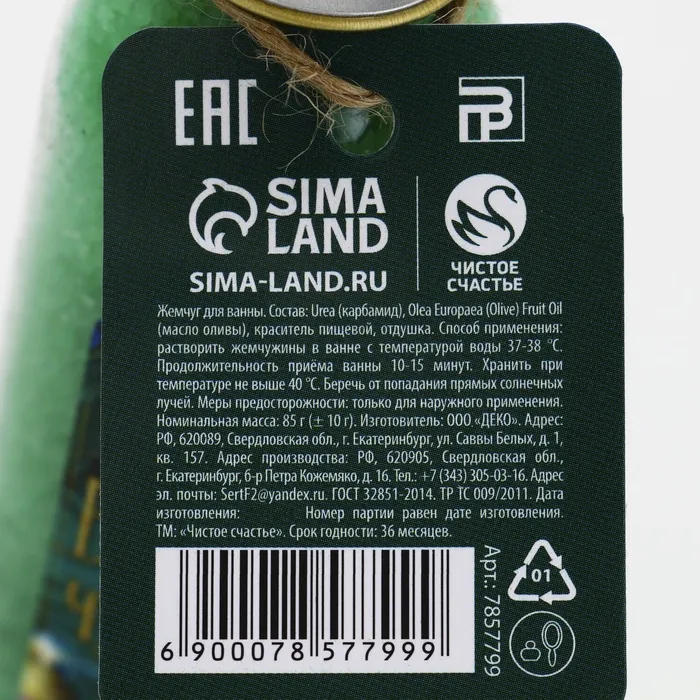 EAC
SIMA
LAND
SIMA-LAND.RU
ЧИСТОЕ
СЧАСТЬЕ
Жемчуг для ванны. Состав: Urea (карбамид), Olea Europaea (Olive) Fruit Oil
(масло оливы), краситель пищевой, отдушка. Способ применения:
растворить жемчужины в ванне с температурой воды 37-38 °C.
Продолжительность приёма ванны 10-15 минут. Хранить при
температуре не выше 40 °C. Беречь от попадания прямых солнечных
лучей. Меры предосторожности: только для наружного применения.
Номинальная масса: 85 г (± 10 г). Изготовитель: ООО «ДЕКО». Адрес:
РФ, 620089, Свердловская обл., г. Екатеринбург, ул. Саввы Белых, д. 1,
кв. 157. Адрес производства: РФ, 620905, Свердловская обл.,
г. Екатеринбург, б-р Петра Кожемяко, д. 16, Тел.: +7 (343) 305-03-16. Адрес
эл. почты: SertF2@yandex.ru. ГОСТ 32851-2014. ТР ТС 009/2011. Дата
изготовления: Номер партии равен дате изготовления.
ТМ: «Чистое счастье». Срок годности: 36 месяцев.
6 900078 577999
Арт.: 7857799
01